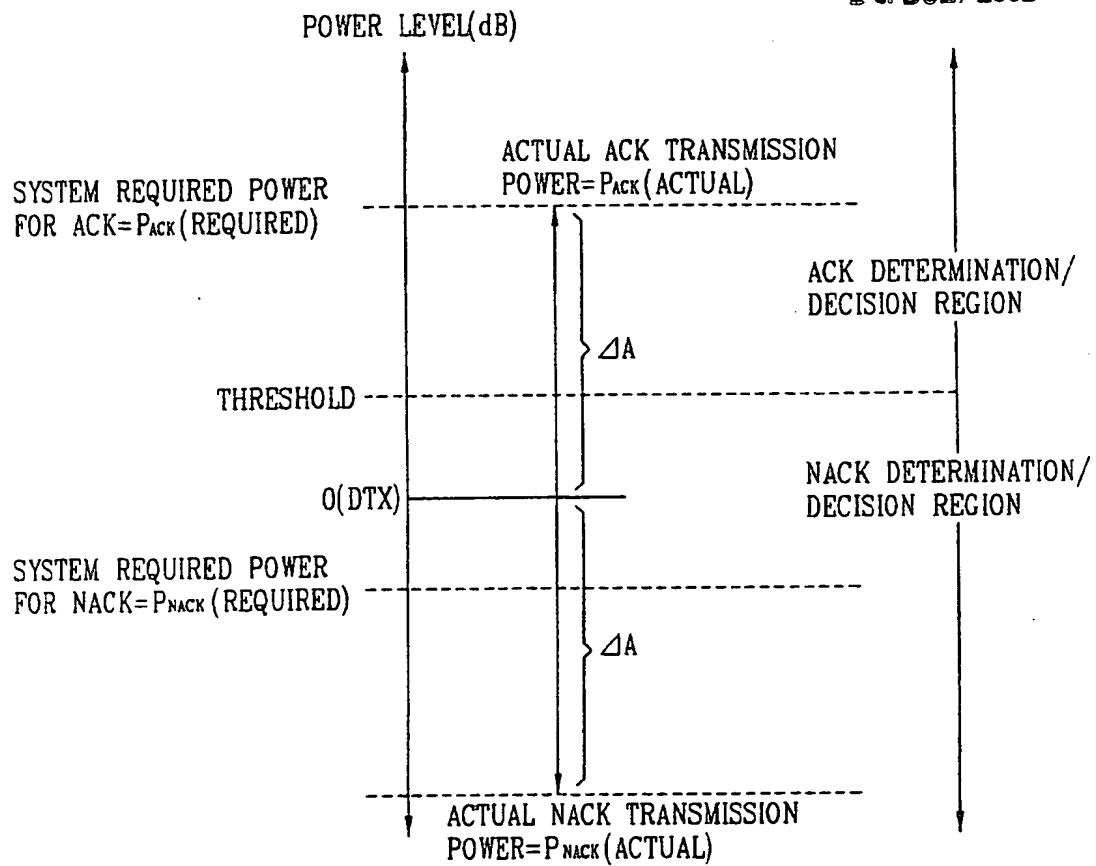 POWER LEVEL(dB)
ACTUAL ACK TRANSMISSION
POWER=PACK(ACTUAL)
SYSTEM REQUIRED POWER
FOR ACK=PACK(REQUIRED)
ACK DETERMINATION/
DECISION REGION
⊿A
THRESHOLD
NACK DETERMINATION/
DECISION REGION
0(DTX)
SYSTEM REQUIRED POWER
FOR NACK=PNACK(REQUIRED)
⊿A
ACTUAL NACK TRANSMISSION
POWER=PNACK(ACTUAL)